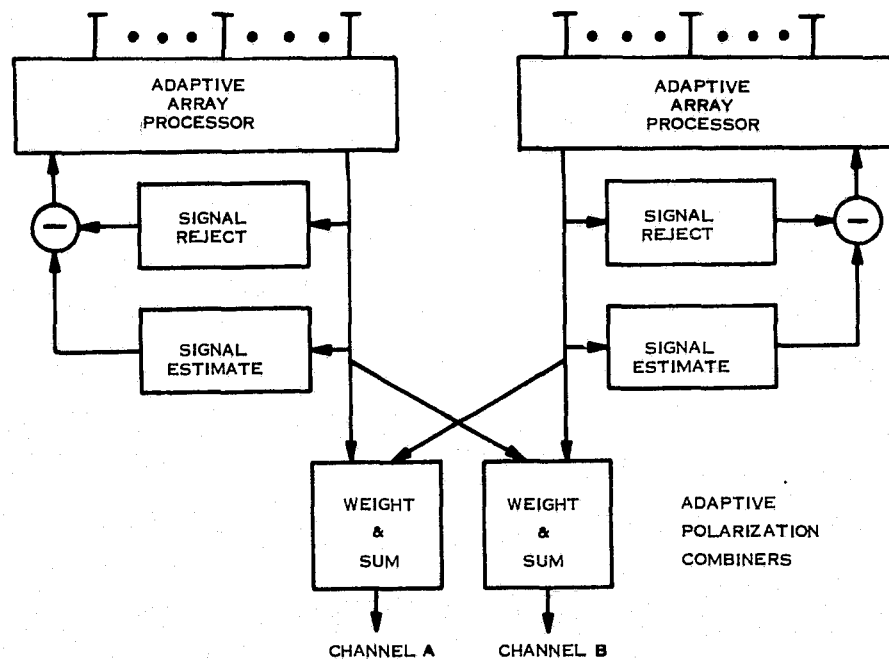 ADAPTIVE
ARRAY
PROCESSOR
ADAPTIVE
ARRAY
PROCESSOR
−
SIGNAL
REJECT
SIGNAL
REJECT
−
SIGNAL
ESTIMATE
SIGNAL
ESTIMATE
WEIGHT
&
SUM
WEIGHT
&
SUM
ADAPTIVE
POLARIZATION
COMBINERS
CHANNEL A
CHANNEL B